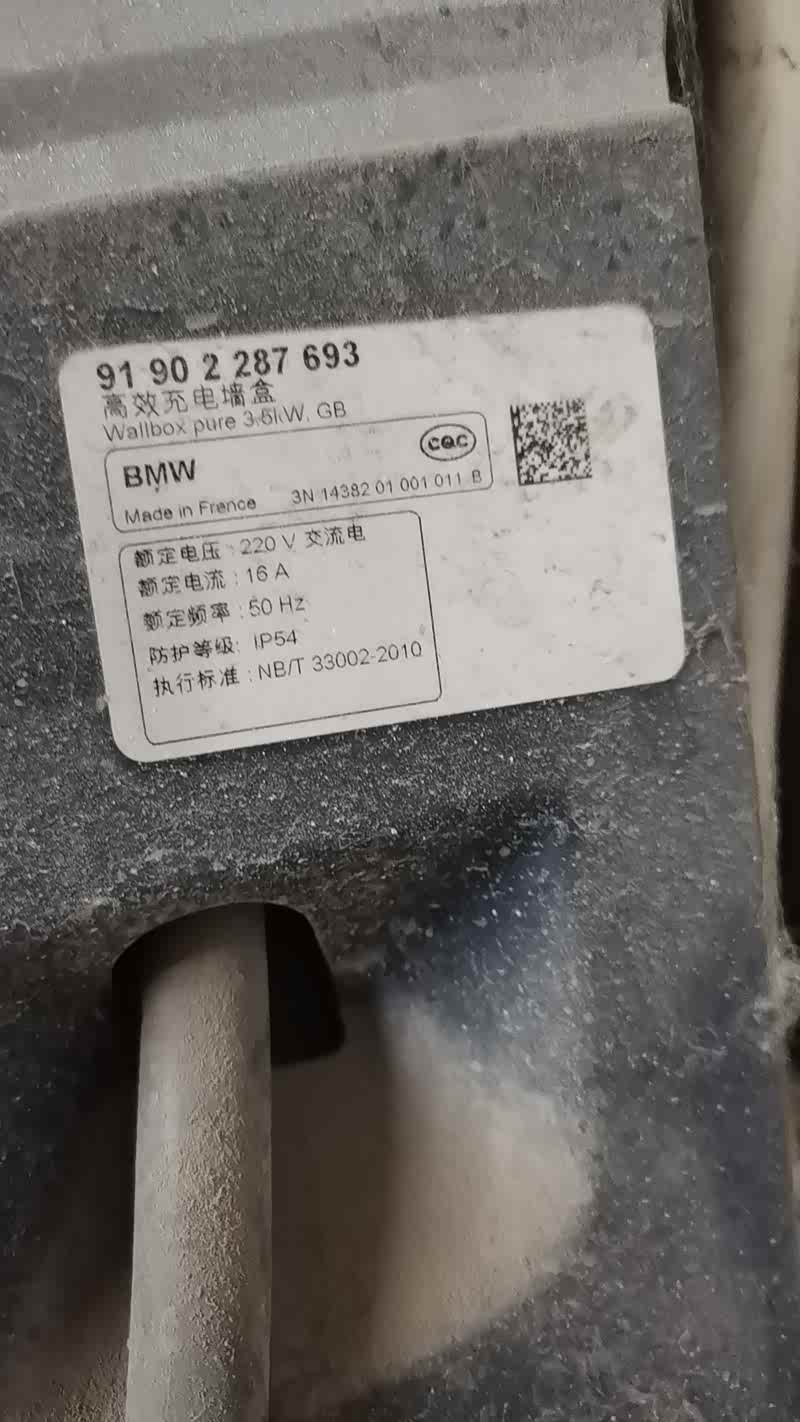 91 90 2 287 693
高效充电墙盒
Wallbox pure 3.5kW, GB
CQC
BMW
Made in France 3N 14382 01 001 011 B
额定电压 : 220 V 交流电
额定电流 : 16 A
额定频率 : 50 Hz
防护等级: IP54
执行标准 : NB/T 33002-2010